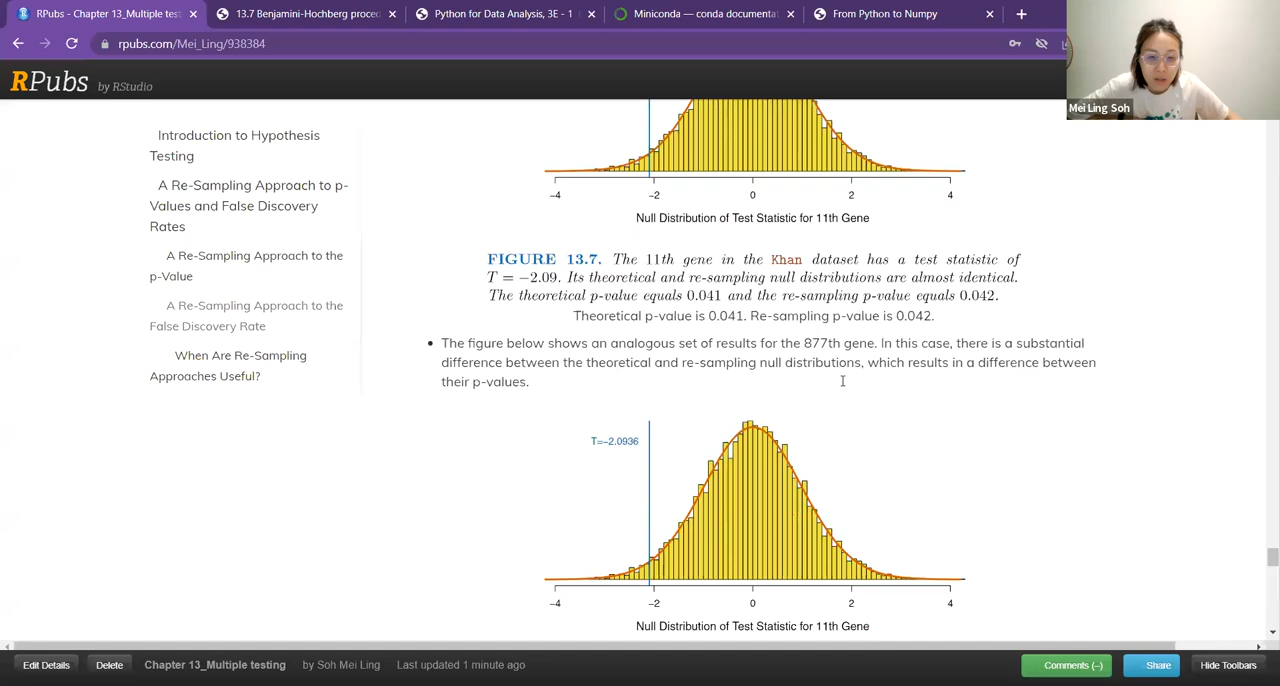 RPubs - Chapter 13_Multiple test
13.7 Benjamini-Hochberg proced
Python for Data Analysis, 3E - 1
Miniconda — conda documentat
From Python to Numpy
rpubs.com/Mei_Ling/938384
RPubs by RStudio
Mei Ling Soh
Introduction to Hypothesis
Testing
A Re-Sampling Approach to p-
Values and False Discovery
Rates
A Re-Sampling Approach to the
p-Value
A Re-Sampling Approach to the
False Discovery Rate
When Are Re-Sampling
Approaches Useful?
−4 −2 0 2 4
Null Distribution of Test Statistic for 11th Gene
FIGURE 13.7. The 11th gene in the Khan dataset has a test statistic of
T = −2.09. Its theoretical and re-sampling null distributions are almost identical.
The theoretical p-value equals 0.041 and the re-sampling p-value equals 0.042.
Theoretical p-value is 0.041. Re-sampling p-value is 0.042.
• The figure below shows an analogous set of results for the 877th gene. In this case, there is a substantial
difference between the theoretical and re-sampling null distributions, which results in a difference between
their p-values.
T=−2.0936
−4 −2 0 2 4
Null Distribution of Test Statistic for 11th Gene
Edit Details Delete Chapter 13_Multiple testing by Soh Mei Ling Last updated 1 minute ago Comments (–) Share Hide Toolbars